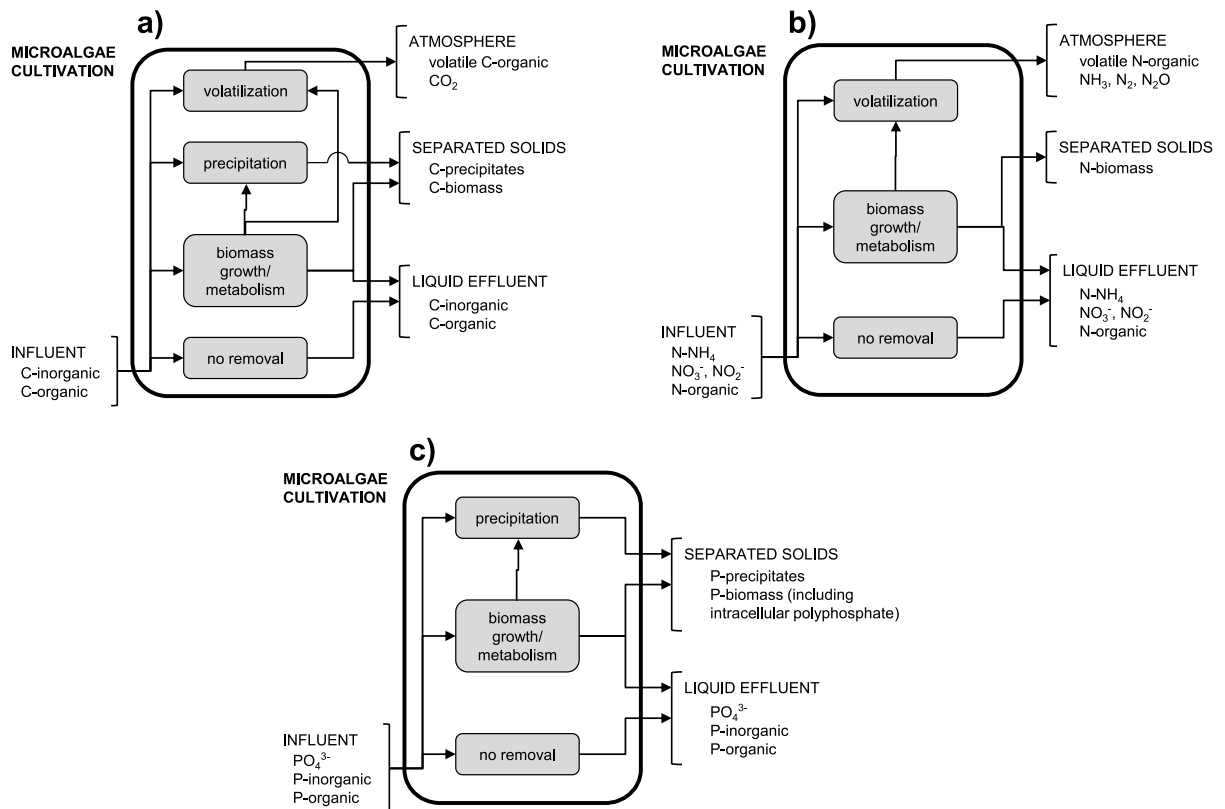 a)
MICROALGAE
CULTIVATION
volatilization
precipitation
biomass
growth/
metabolism
no removal
INFLUENT
C-inorganic
C-organic
ATMOSPHERE
volatile C-organic
CO₂
SEPARATED SOLIDS
C-precipitates
C-biomass
LIQUID EFFLUENT
C-inorganic
C-organic
b)
MICROALGAE
CULTIVATION
volatilization
biomass
growth/
metabolism
no removal
INFLUENT
N-NH₄
NO₃⁻, NO₂⁻
N-organic
ATMOSPHERE
volatile N-organic
NH₃, N₂, N₂O
SEPARATED SOLIDS
N-biomass
LIQUID EFFLUENT
N-NH₄
NO₃⁻, NO₂⁻
N-organic
c)
MICROALGAE
CULTIVATION
precipitation
biomass
growth/
metabolism
no removal
INFLUENT
PO₄³⁻
P-inorganic
P-organic
SEPARATED SOLIDS
P-precipitates
P-biomass (including
intracellular polyphosphate)
LIQUID EFFLUENT
PO₄³⁻
P-inorganic
P-organic